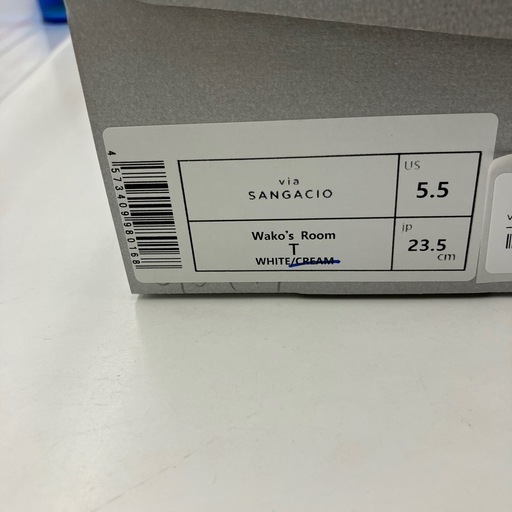 4573409980168
via
SANGACIO
US
5.5
Wako's Room
T
WHITE/CREAM
JP
23.5
cm